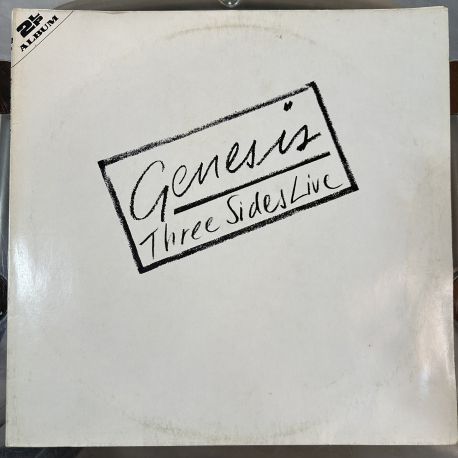 2LP
ALBUM
Genesis
Three Sides Live